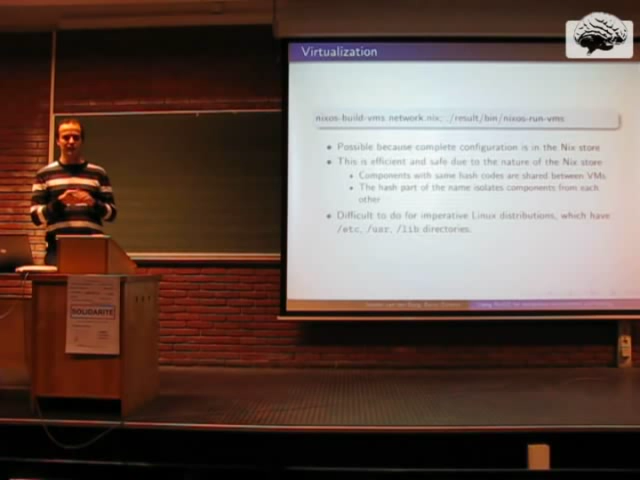 Virtualization
nixos-build-vms network.nix; ./result/bin/nixos-run-vms
Possible because complete configuration is in the Nix store
This is efficient and safe due to the nature of the Nix store
Components with same hash codes are shared between VMs
The hash part of the name isolates components from each
other
Difficult to do for imperative Linux distributions, which have
/etc, /usr, /lib directories.
SOLIDARITE